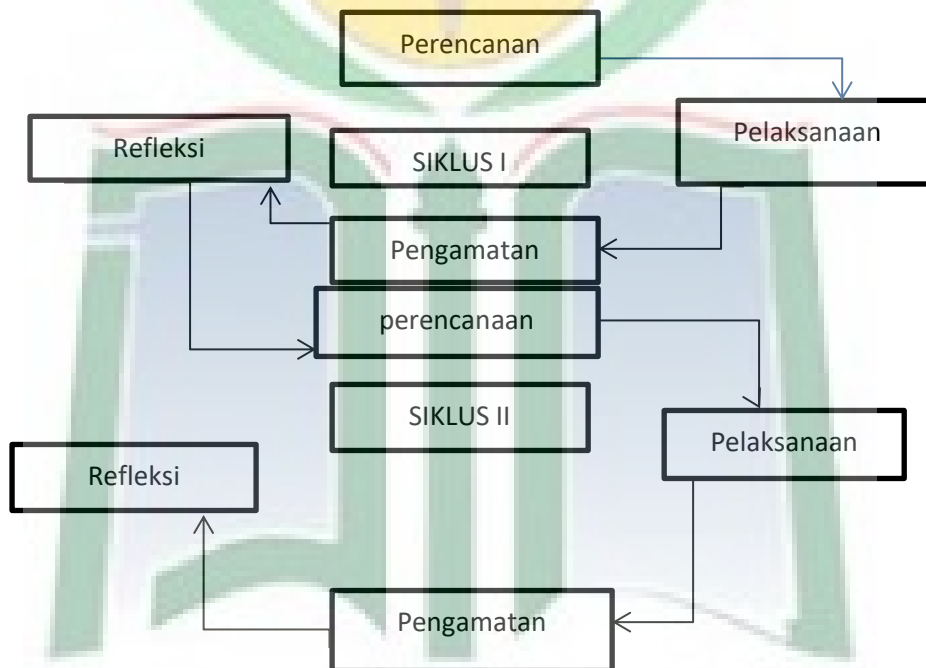 Perencanan
Pelaksanaan
Refleksi
SIKLUS I
Pengamatan
perencanaan
SIKLUS II
Pelaksanaan
Refleksi
Pengamatan